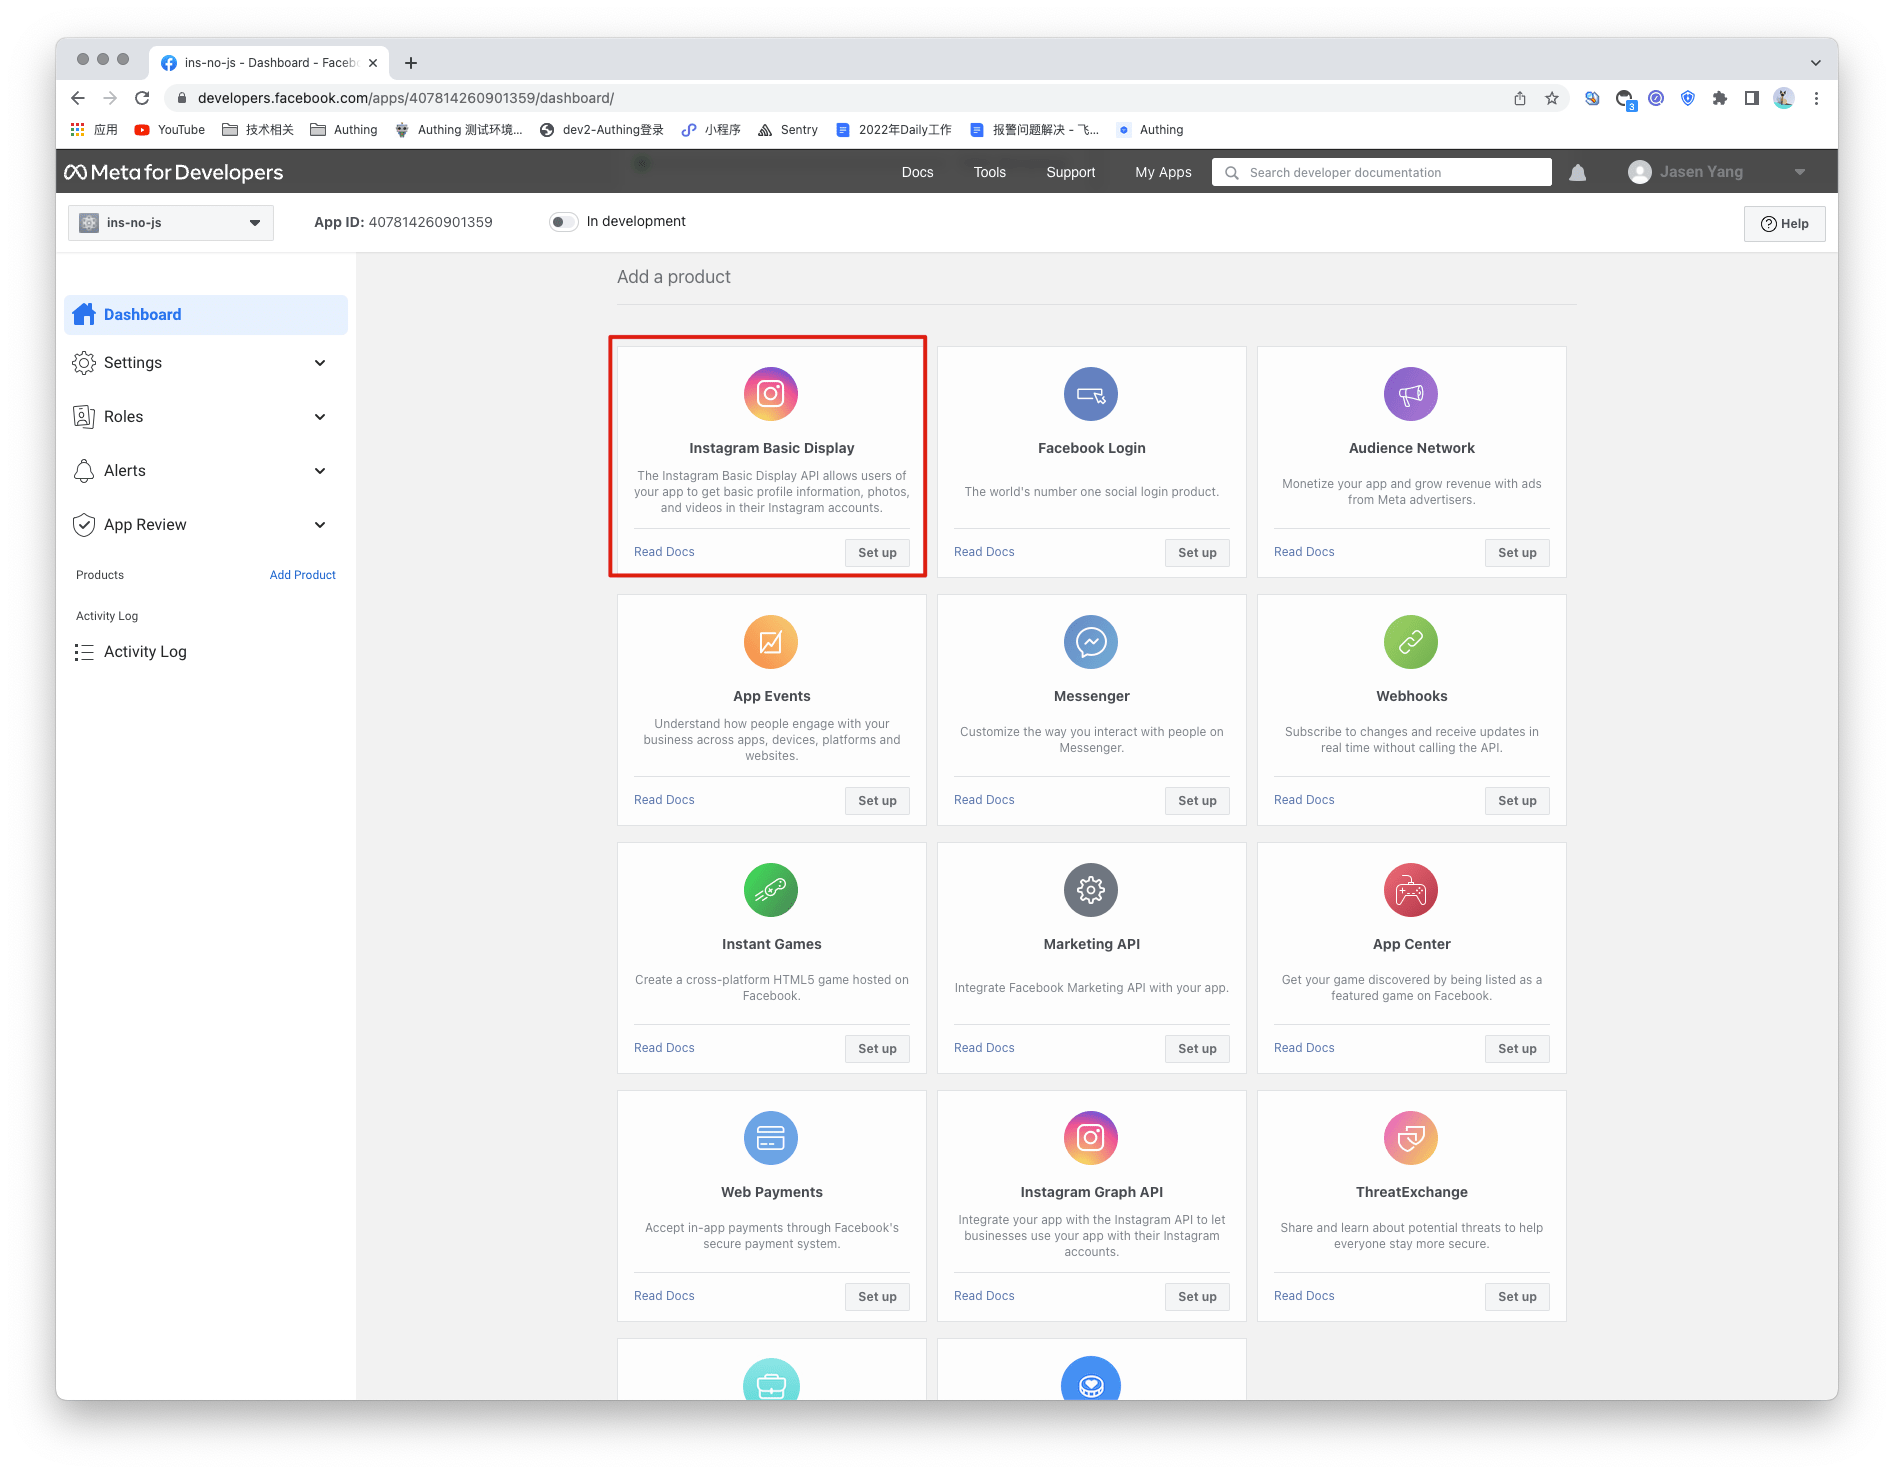 ins-no-js - Dashboard - Faceb
developers.facebook.com/apps/407814260901359/dashboard/
3
应用
YouTube
技术相关
Authing
Authing 测试环境...
dev2-Authing登录
小程序
Sentry
2022年Daily工作
报警问题解决 - 飞...
Authing
Meta for Developers
Docs
Tools
Support
My Apps
Search developer documentation
Jasen Yang
ins-no-js
App ID: 407814260901359
In development
Help
Dashboard
Settings
Roles
Alerts
App Review
Products
Add Product
Activity Log
Activity Log
Add a product
Instagram Basic Display
The Instagram Basic Display API allows users of
your app to get basic profile information, photos,
and videos in their Instagram accounts.
Read Docs
Set up
Facebook Login
The world's number one social login product.
Read Docs
Set up
Audience Network
Monetize your app and grow revenue with ads
from Meta advertisers.
Read Docs
Set up
App Events
Understand how people engage with your
business across apps, devices, platforms and
websites.
Read Docs
Set up
Messenger
Customize the way you interact with people on
Messenger.
Read Docs
Set up
Webhooks
Subscribe to changes and receive updates in
real time without calling the API.
Read Docs
Set up
Instant Games
Create a cross-platform HTML5 game hosted on
Facebook.
Read Docs
Set up
Marketing API
Integrate Facebook Marketing API with your app.
Read Docs
Set up
App Center
Get your game discovered by being listed as a
featured game on Facebook.
Read Docs
Set up
Web Payments
Accept in-app payments through Facebook's
secure payment system.
Read Docs
Set up
Instagram Graph API
Integrate your app with the Instagram API to let
businesses use your app with their Instagram
accounts.
Read Docs
Set up
ThreatExchange
Share and learn about potential threats to help
everyone stay more secure.
Read Docs
Set up